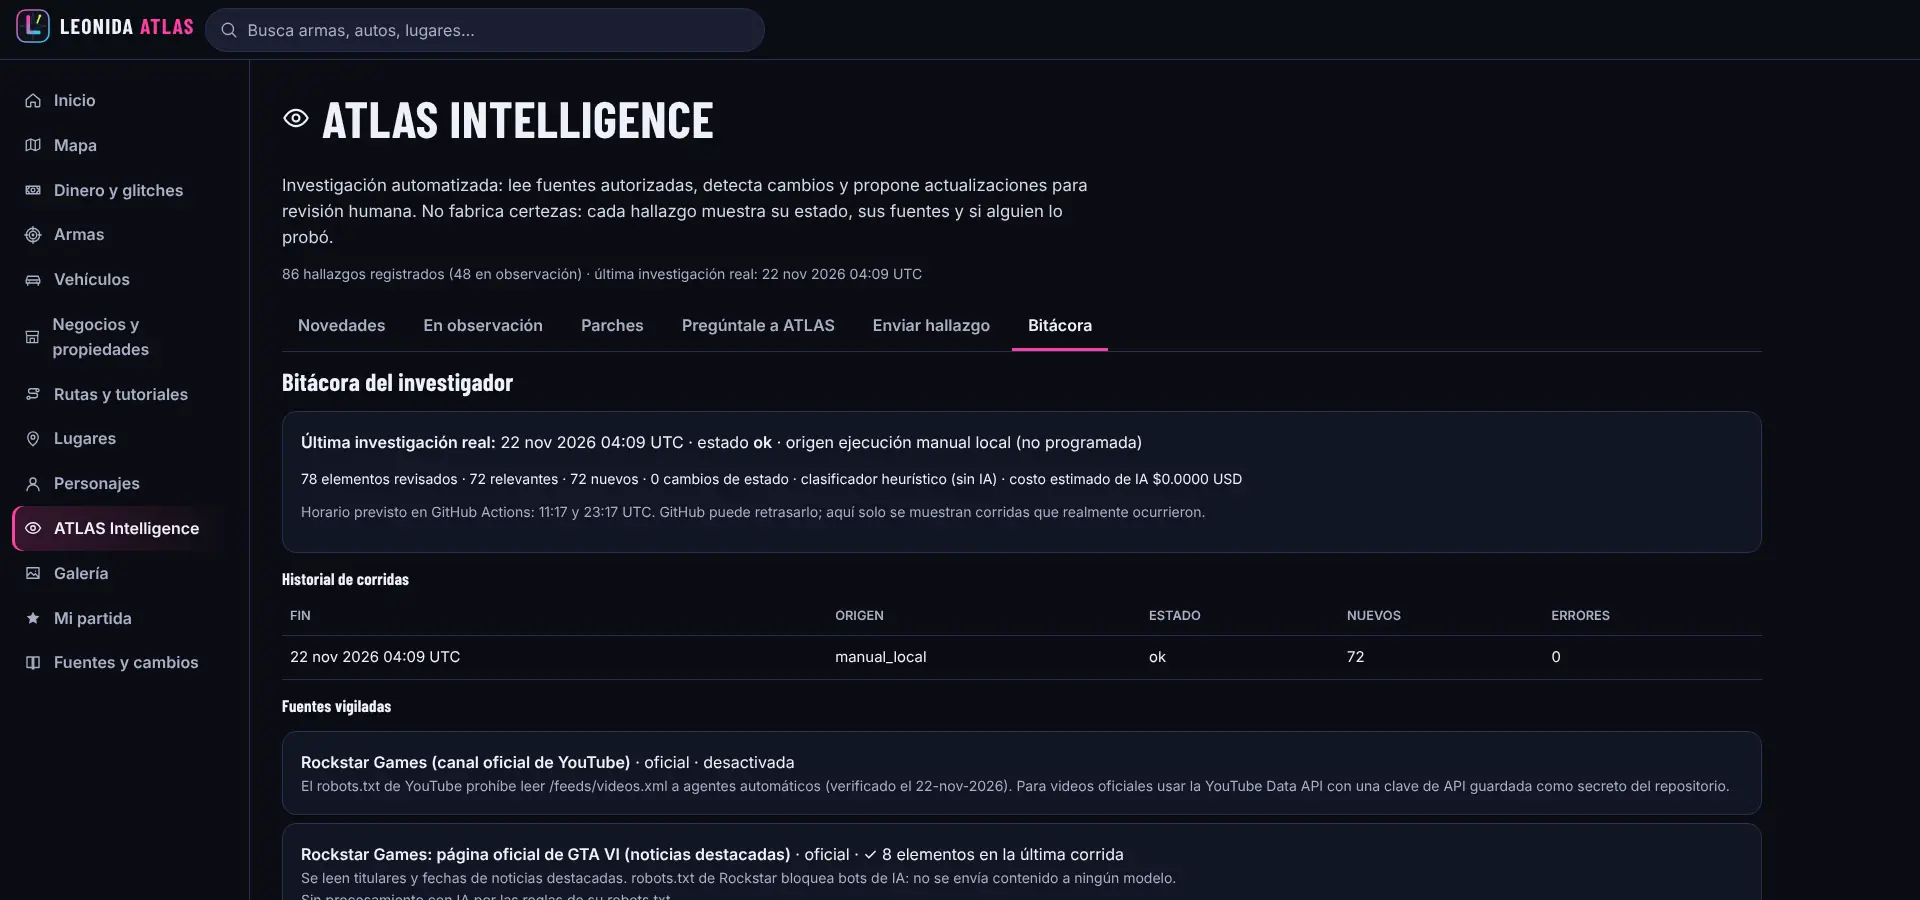 LEONIDA ATLAS
Busca armas, autos, lugares...
Inicio
Mapa
Dinero y glitches
Armas
Vehículos
Negocios y
propiedades
Rutas y tutoriales
Lugares
Personajes
ATLAS Intelligence
Galería
Mi partida
Fuentes y cambios
ATLAS INTELLIGENCE
Investigación automatizada: lee fuentes autorizadas, detecta cambios y propone actualizaciones para
revisión humana. No fabrica certezas: cada hallazgo muestra su estado, sus fuentes y si alguien lo
probó.
86 hallazgos registrados (48 en observación) · última investigación real: 22 nov 2026 04:09 UTC
Novedades En observación Parches Pregúntale a ATLAS Enviar hallazgo Bitácora
Bitácora del investigador
Última investigación real: 22 nov 2026 04:09 UTC · estado ok · origen ejecución manual local (no programada)
78 elementos revisados · 72 relevantes · 72 nuevos · 0 cambios de estado · clasificador heurístico (sin IA) · costo estimado de IA $0.0000 USD
Horario previsto en GitHub Actions: 11:17 y 23:17 UTC. GitHub puede retrasarlo; aquí solo se muestran corridas que realmente ocurrieron.
Historial de corridas
FIN ORIGEN ESTADO NUEVOS ERRORES
22 nov 2026 04:09 UTC manual_local ok 72 0
Fuentes vigiladas
Rockstar Games (canal oficial de YouTube) · oficial · desactivada
El robots.txt de YouTube prohíbe leer /feeds/videos.xml a agentes automáticos (verificado el 22-nov-2026). Para videos oficiales usar la YouTube Data API con una clave de API guardada como secreto del repositorio.
Rockstar Games: página oficial de GTA VI (noticias destacadas) · oficial · ✓ 8 elementos en la última corrida
Se leen titulares y fechas de noticias destacadas. robots.txt de Rockstar bloquea bots de IA: no se envía contenido a ningún modelo.
Sin procesamiento con IA por las reglas de su robots.txt